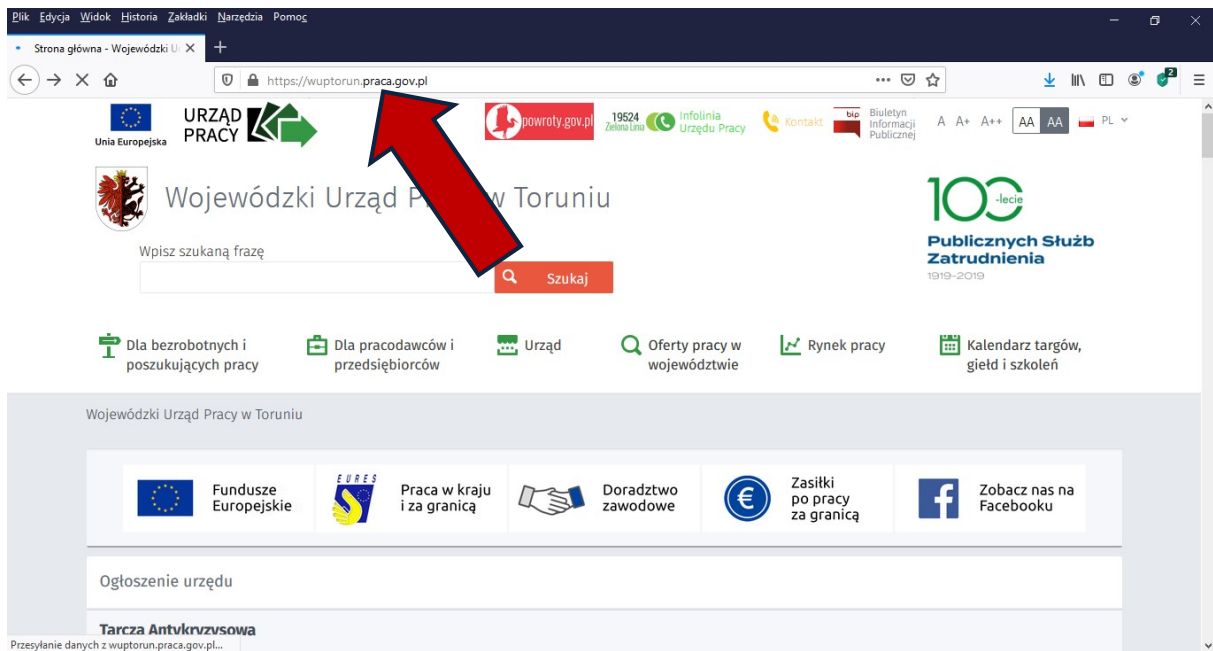 Plik Edycja Widok Historia Zakładki Narzędzia Pomoc
Strona główna - Wojewódzki U
https://wuptorun.praca.gov.pl
2
Unia Europejska
URZĄD
PRACY
powroty.gov.pl
19524
Zielona Linia
Infolinia
Urzędu Pracy
Kontakt
bip
Biuletyn
Informacji
Publicznej
A A+ A++ AA AA PL
Wojewódzki Urząd w Toruniu
100 -lecie
Publicznych Służb
Zatrudnienia
1919-2019
Wpisz szukaną frazę
Szukaj
Dla bezrobotnych i
poszukujących pracy
Dla pracodawców i
przedsiębiorców
Urząd
Oferty pracy w
województwie
Rynek pracy
Kalendarz targów,
giełd i szkoleń
Wojewódzki Urząd Pracy w Toruniu
Fundusze
Europejskie
EURES
Praca w kraju
i za granicą
Doradztwo
zawodowe
Zasiłki
po pracy
za granicą
Zobacz nas na
Facebooku
Ogłoszenie urzędu
Tarcza Antykryzysowa
Przesyłanie danych z wuptorun.praca.gov.pl...